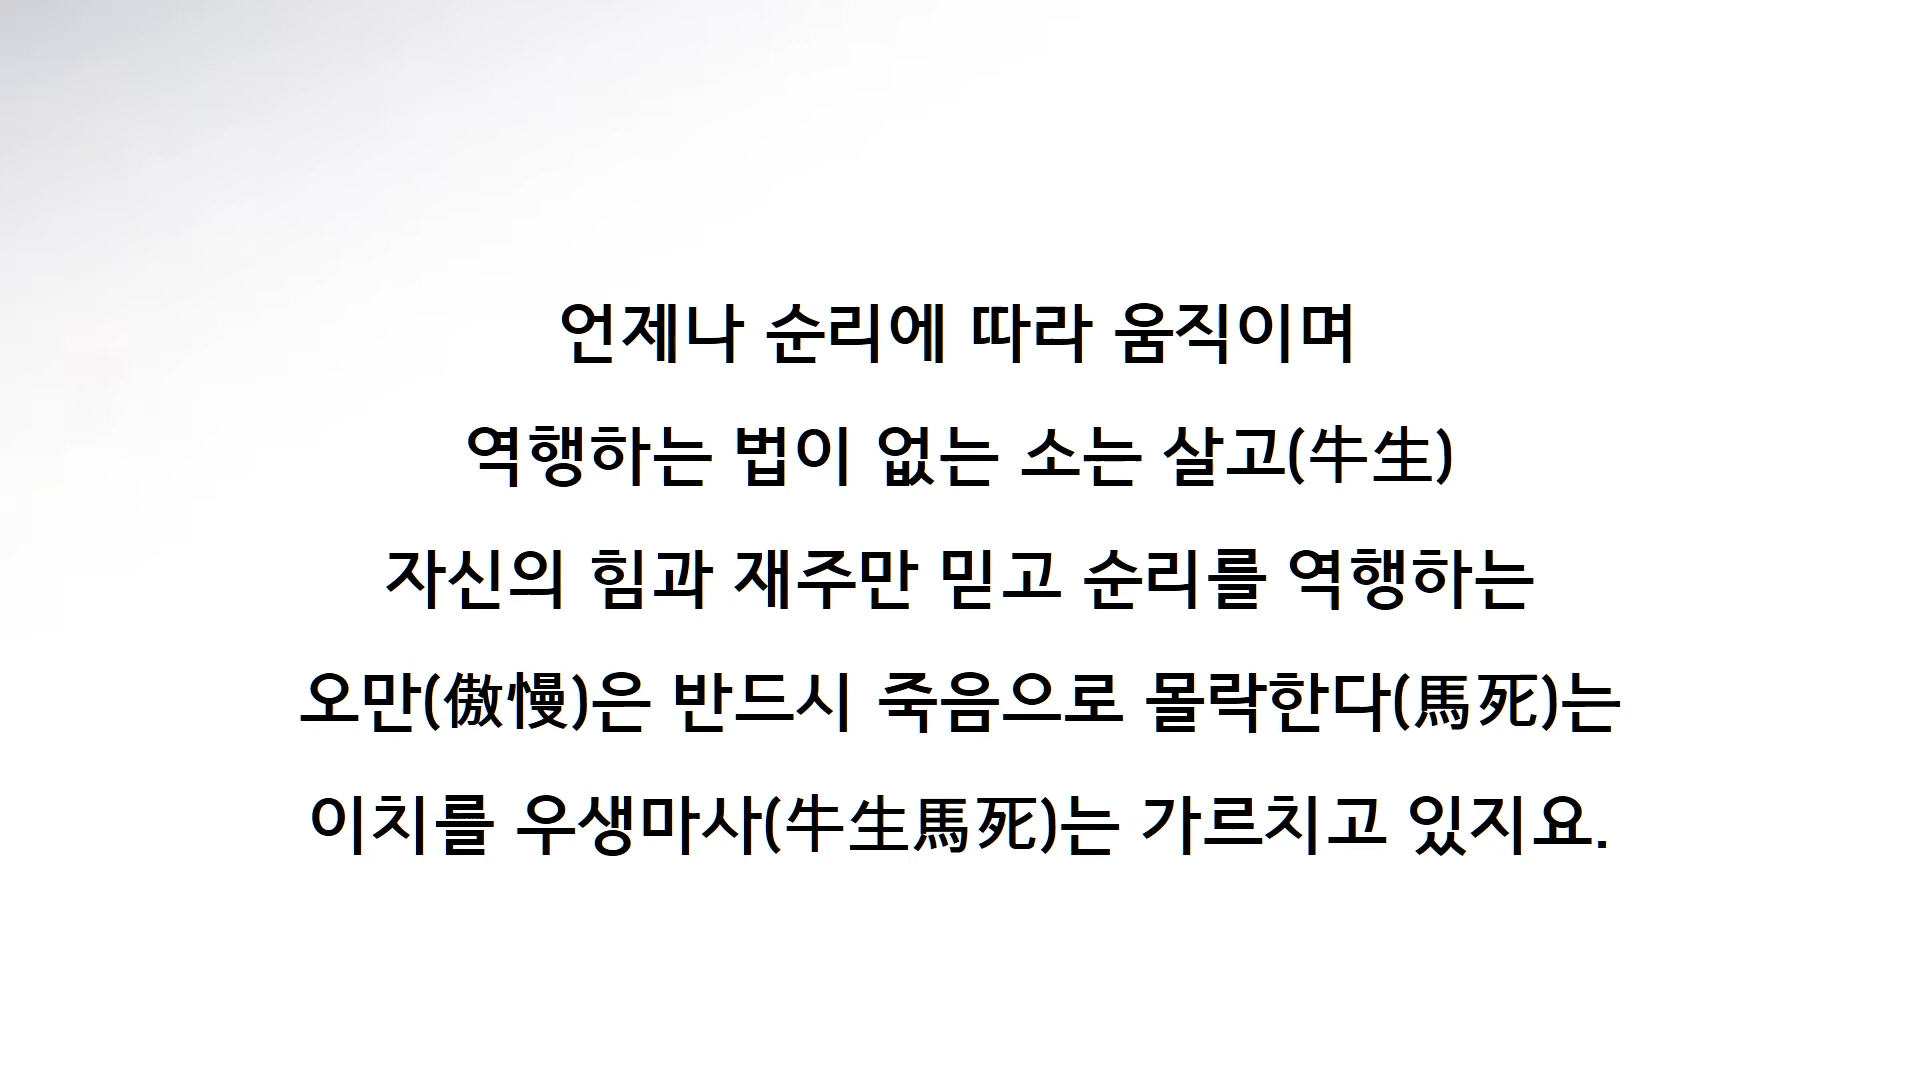 언제나 순리에 따라 움직이며
역행하는 법이 없는 소는 살고(牛生)
자신의 힘과 재주만 믿고 순리를 역행하는
오만(傲慢)은 반드시 죽음으로 몰락한다(馬死)는
이치를 우생마사(牛生馬死)는 가르치고 있지요.